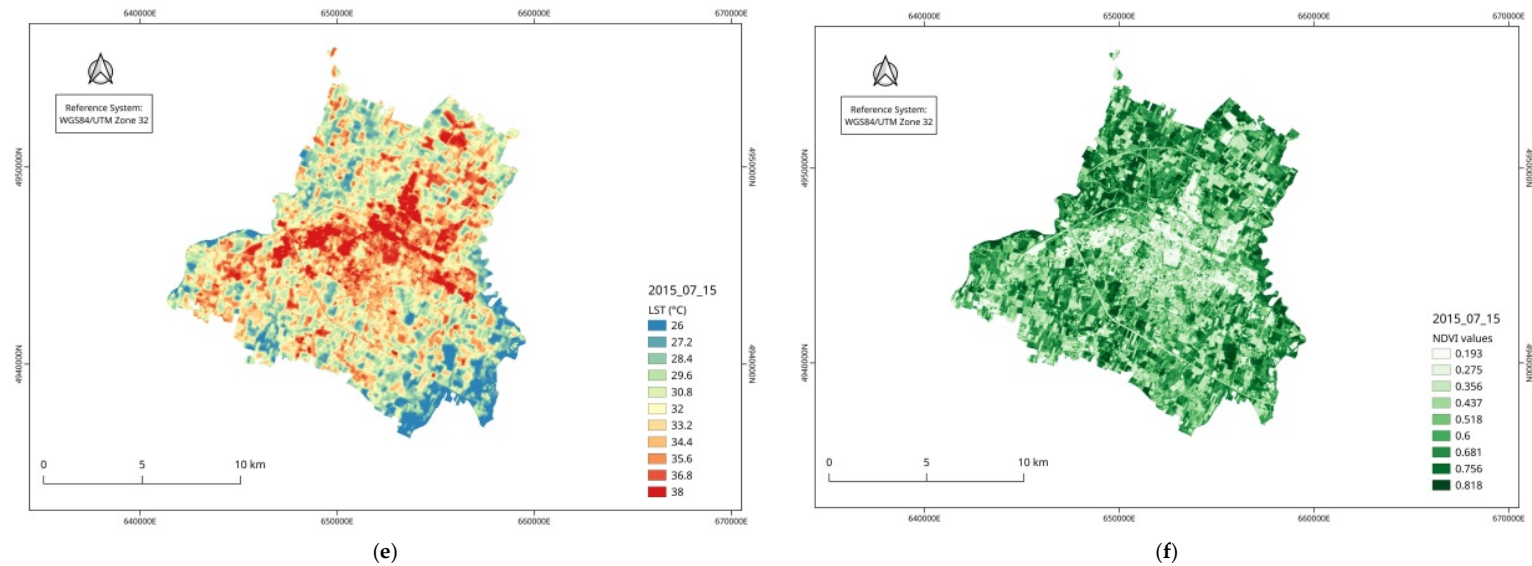 640000E 650000E 660000E 670000E
Reference System:
WGS84/UTM Zone 32
4950000N 4950000N
4940000N 4940000N
2015_07_15
LST (°C)
26
27.2
28.4
29.6
30.8
32
33.2
34.4
35.6
36.8
38
0 5 10 km
640000E 650000E 660000E 670000E
(e)
640000E 650000E 660000E 670000E
Reference System:
WGS84/UTM Zone 32
4950000N 4950000N
4940000N 4940000N
2015_07_15
NDVI values
0.193
0.275
0.356
0.437
0.518
0.6
0.681
0.756
0.818
0 5 10 km
640000E 650000E 660000E 670000E
(f)